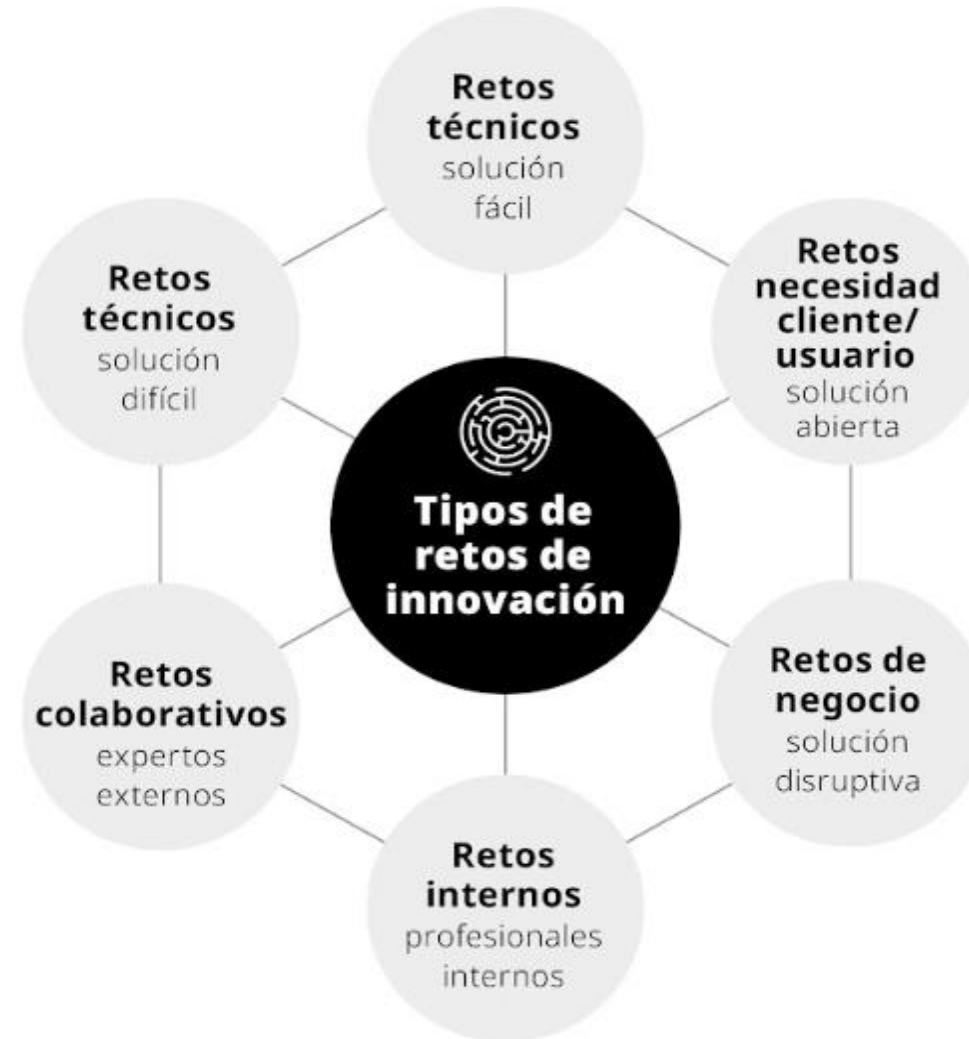 Retos
técnicos
solución
fácil
Retos
necesidad
cliente/
usuario
solución
abierta
Retos de
negocio
solución
disruptiva
Retos
internos
profesionales
internos
Retos
colaborativos
expertos
externos
Retos
técnicos
solución
difícil
Tipos de
retos de
innovación